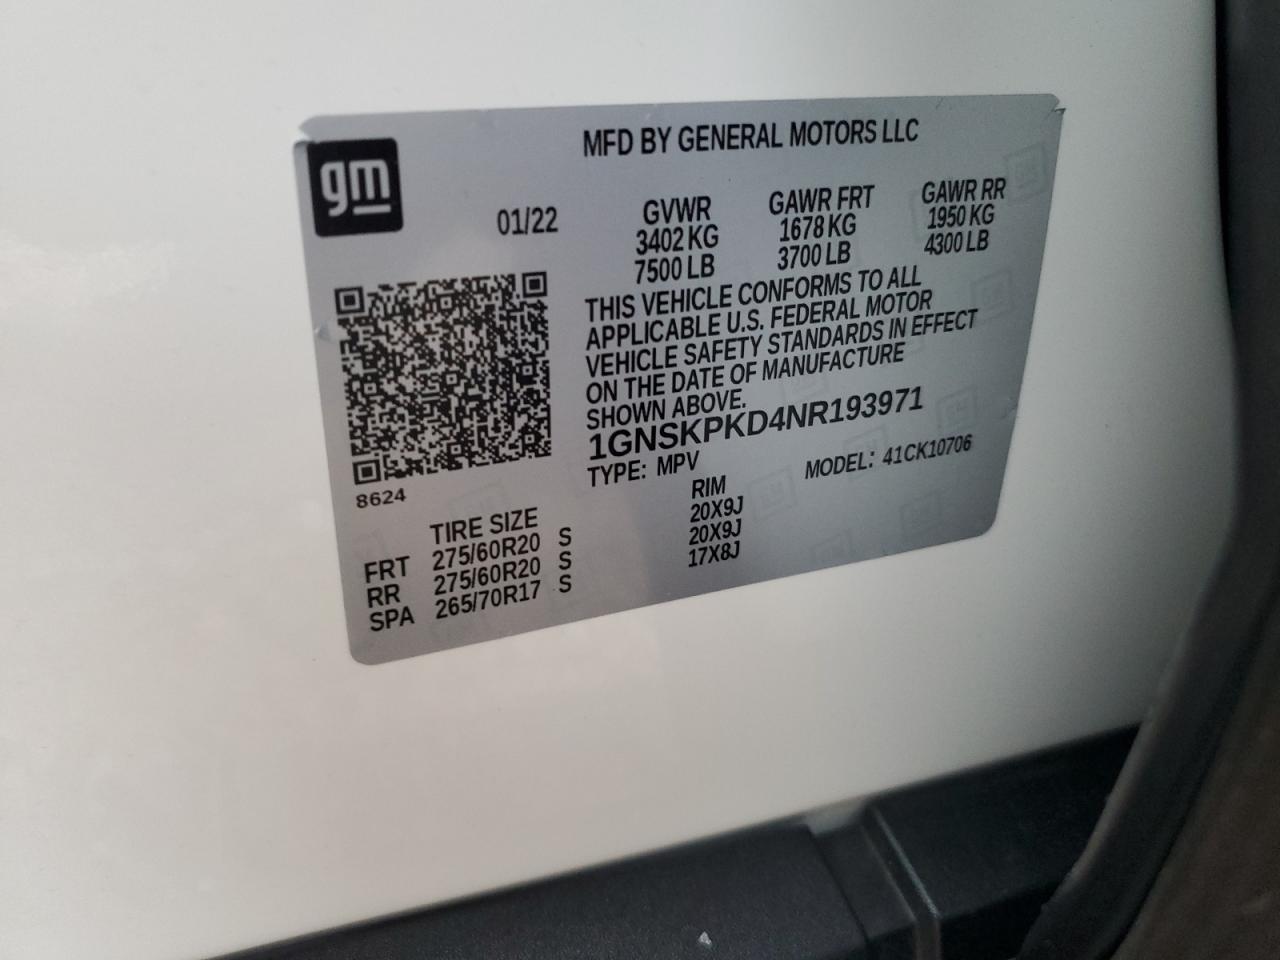 gm
MFD BY GENERAL MOTORS LLC
01/22
GVWR GAWR FRT GAWR RR
3402 KG 1678 KG 1950 KG
7500 LB 3700 LB 4300 LB
THIS VEHICLE CONFORMS TO ALL
APPLICABLE U.S. FEDERAL MOTOR
VEHICLE SAFETY STANDARDS IN EFFECT
ON THE DATE OF MANUFACTURE
SHOWN ABOVE.
1GNSKPKD4NR193971
TYPE: MPV MODEL: 41CK10706
8624
TIRE SIZE RIM
FRT 275/60R20 S 20X9J
RR 275/60R20 S 20X9J
SPA 265/70R17 S 17X8J